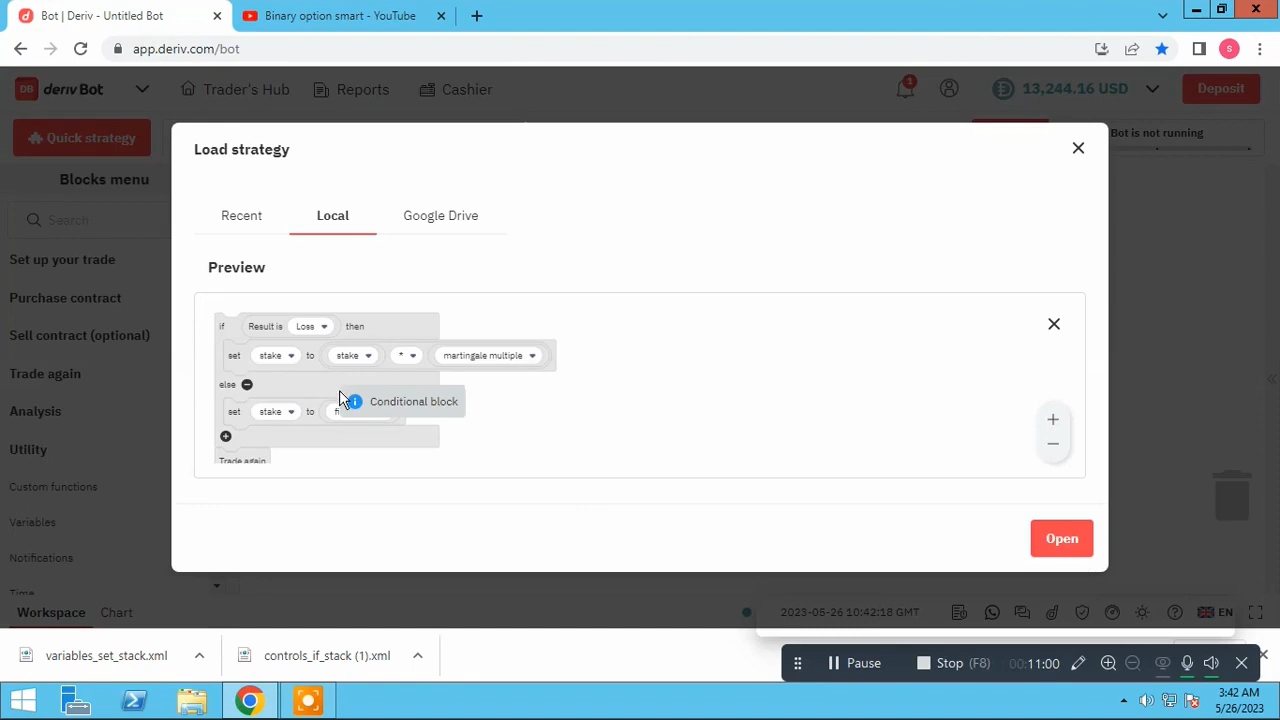 Bot | Deriv - Untitled Bot
Binary option smart - YouTube
app.deriv.com/bot
S
DB deriv Bot
Trader's Hub
Reports
Cashier
1
13,244.16 USD
Deposit
Quick strategy
Load strategy
Bot is not running
Blocks menu
Search
Recent
Local
Google Drive
Set up your trade
Preview
Purchase contract
Sell contract (optional)
if Result is Loss then
set stake to stake * martingale multiple
Trade again
else
Conditional block
Analysis
set stake to
Utility
Trade again
Custom functions
Variables
Open
Notifications
Workspace
Chart
2023-05-26 10:42:18 GMT
EN
variables_set_stack.xml
controls_if_stack (1).xml
Pause
Stop (F8)
00:11:00
3:42 AM
5/26/2023